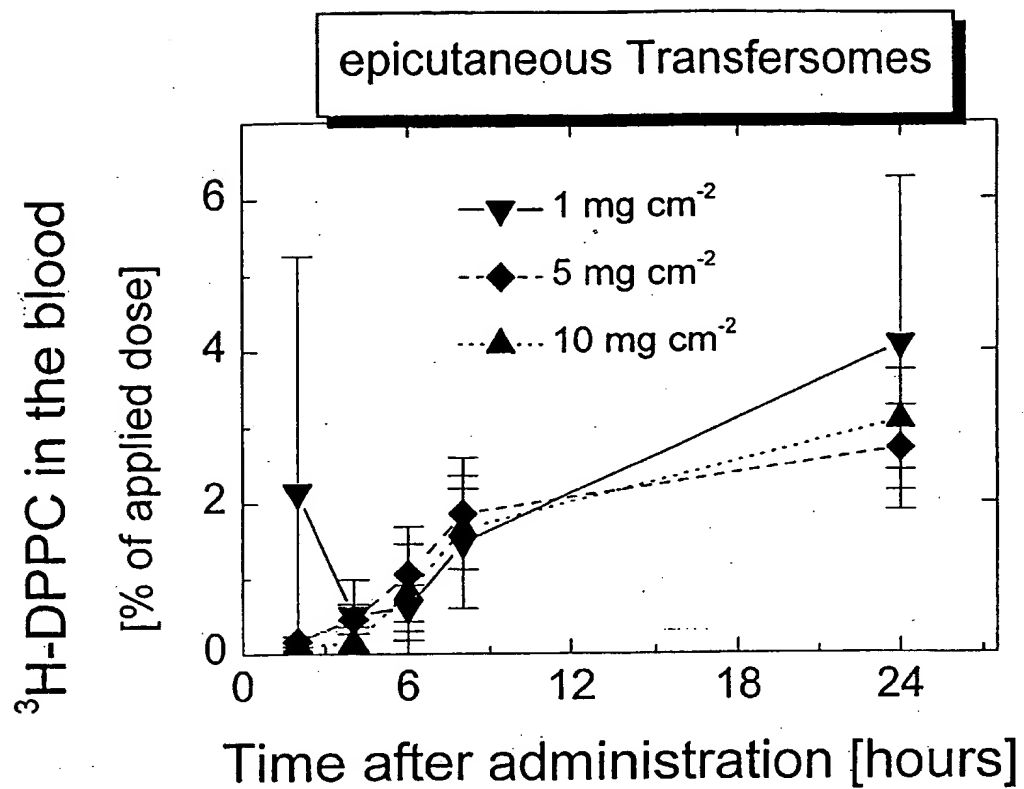 epicutaneous Transfersomes
³H-DPPC in the blood
[% of applied dose]
6
4
2
0
1 mg cm⁻²
5 mg cm⁻²
10 mg cm⁻²
0 6 12 18 24
Time after administration [hours]